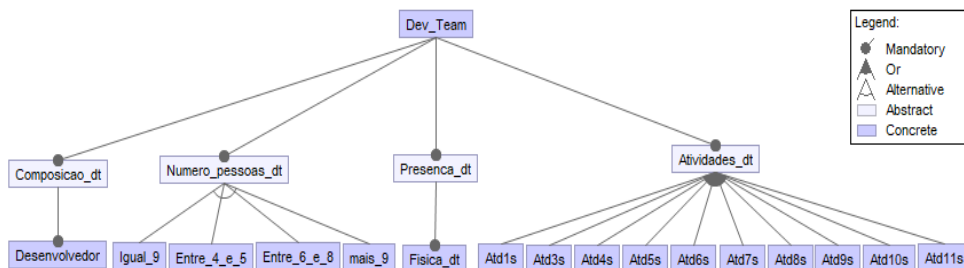 Dev_Team
Legend:
Mandatory
Or
Alternative
Abstract
Concrete
Composicao_dt
Numero_pessoas_dt
Presenca_dt
Atividades_dt
Desenvolvedor
Igual_9
Entre_4_e_5
Entre_6_e_8
mais_9
Fisica_dt
Atd1s
Atd3s
Atd4s
Atd5s
Atd6s
Atd7s
Atd8s
Atd9s
Atd10s
Atd11s